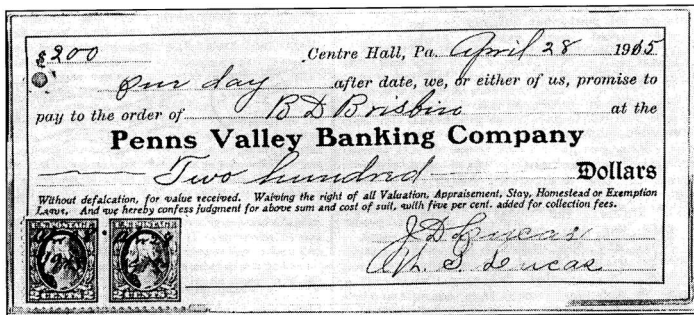 $200 Centre Hall, Pa. April 28 1915
our day after date, we, or either of us, promise to
pay to the order of B D Brisbin at the
Penns Valley Banking Company
Two hundred Dollars
Without defalcation, for value received. Waiving the right of all Valuation, Appraisement, Stay, Homestead or Exemption
Laws. And we hereby confess judgment for above sum and cost of suit, with five per cent. added for collection fees.
J D Lucas
S. Lucas
U.S. POSTAGE U.S. POSTAGE
2 CENTS 2 2 CENTS 2